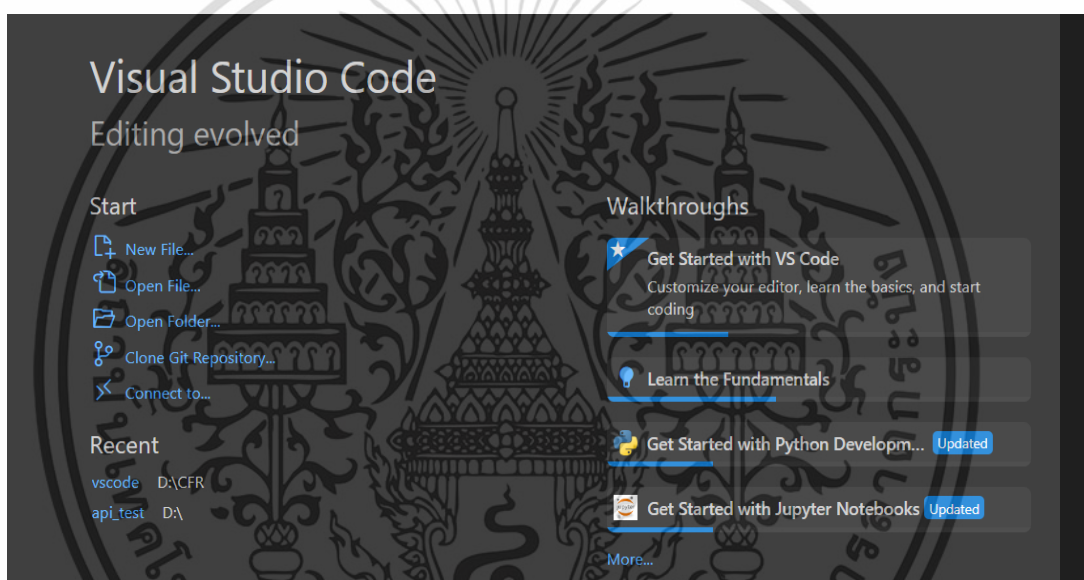 Visual Studio Code
Editing evolved
Start
New File...
Open File...
Open Folder...
Clone Git Repository...
Connect to...
Recent
vscode D:\CFR
api_test D:\
Walkthroughs
Get Started with VS Code
Customize your editor, learn the basics, and start
coding
Learn the Fundamentals
Get Started with Python Developm... Updated
Get Started with Jupyter Notebooks Updated
More...